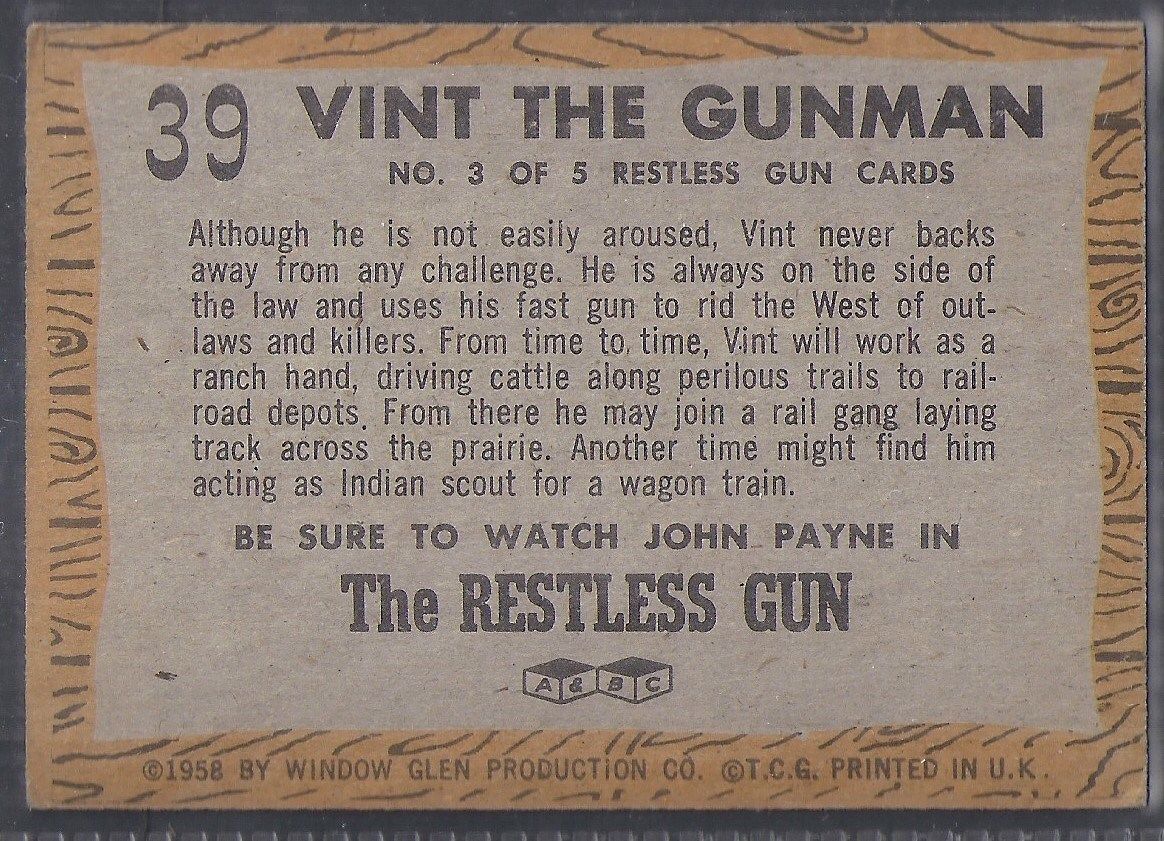 39 VINT THE GUNMAN
NO. 3 OF 5 RESTLESS GUN CARDS
Although he is not easily aroused, Vint never backs
away from any challenge. He is always on the side of
the law and uses his fast gun to rid the West of out-
laws and killers. From time to time, Vint will work as a
ranch hand, driving cattle along perilous trails to rail-
road depots. From there he may join a rail gang laying
track across the prairie. Another time might find him
acting as Indian scout for a wagon train.
BE SURE TO WATCH JOHN PAYNE IN
The RESTLESS GUN
A & B C
©1958 BY WINDOW GLEN PRODUCTION CO. ©T.C.G. PRINTED IN U.K.